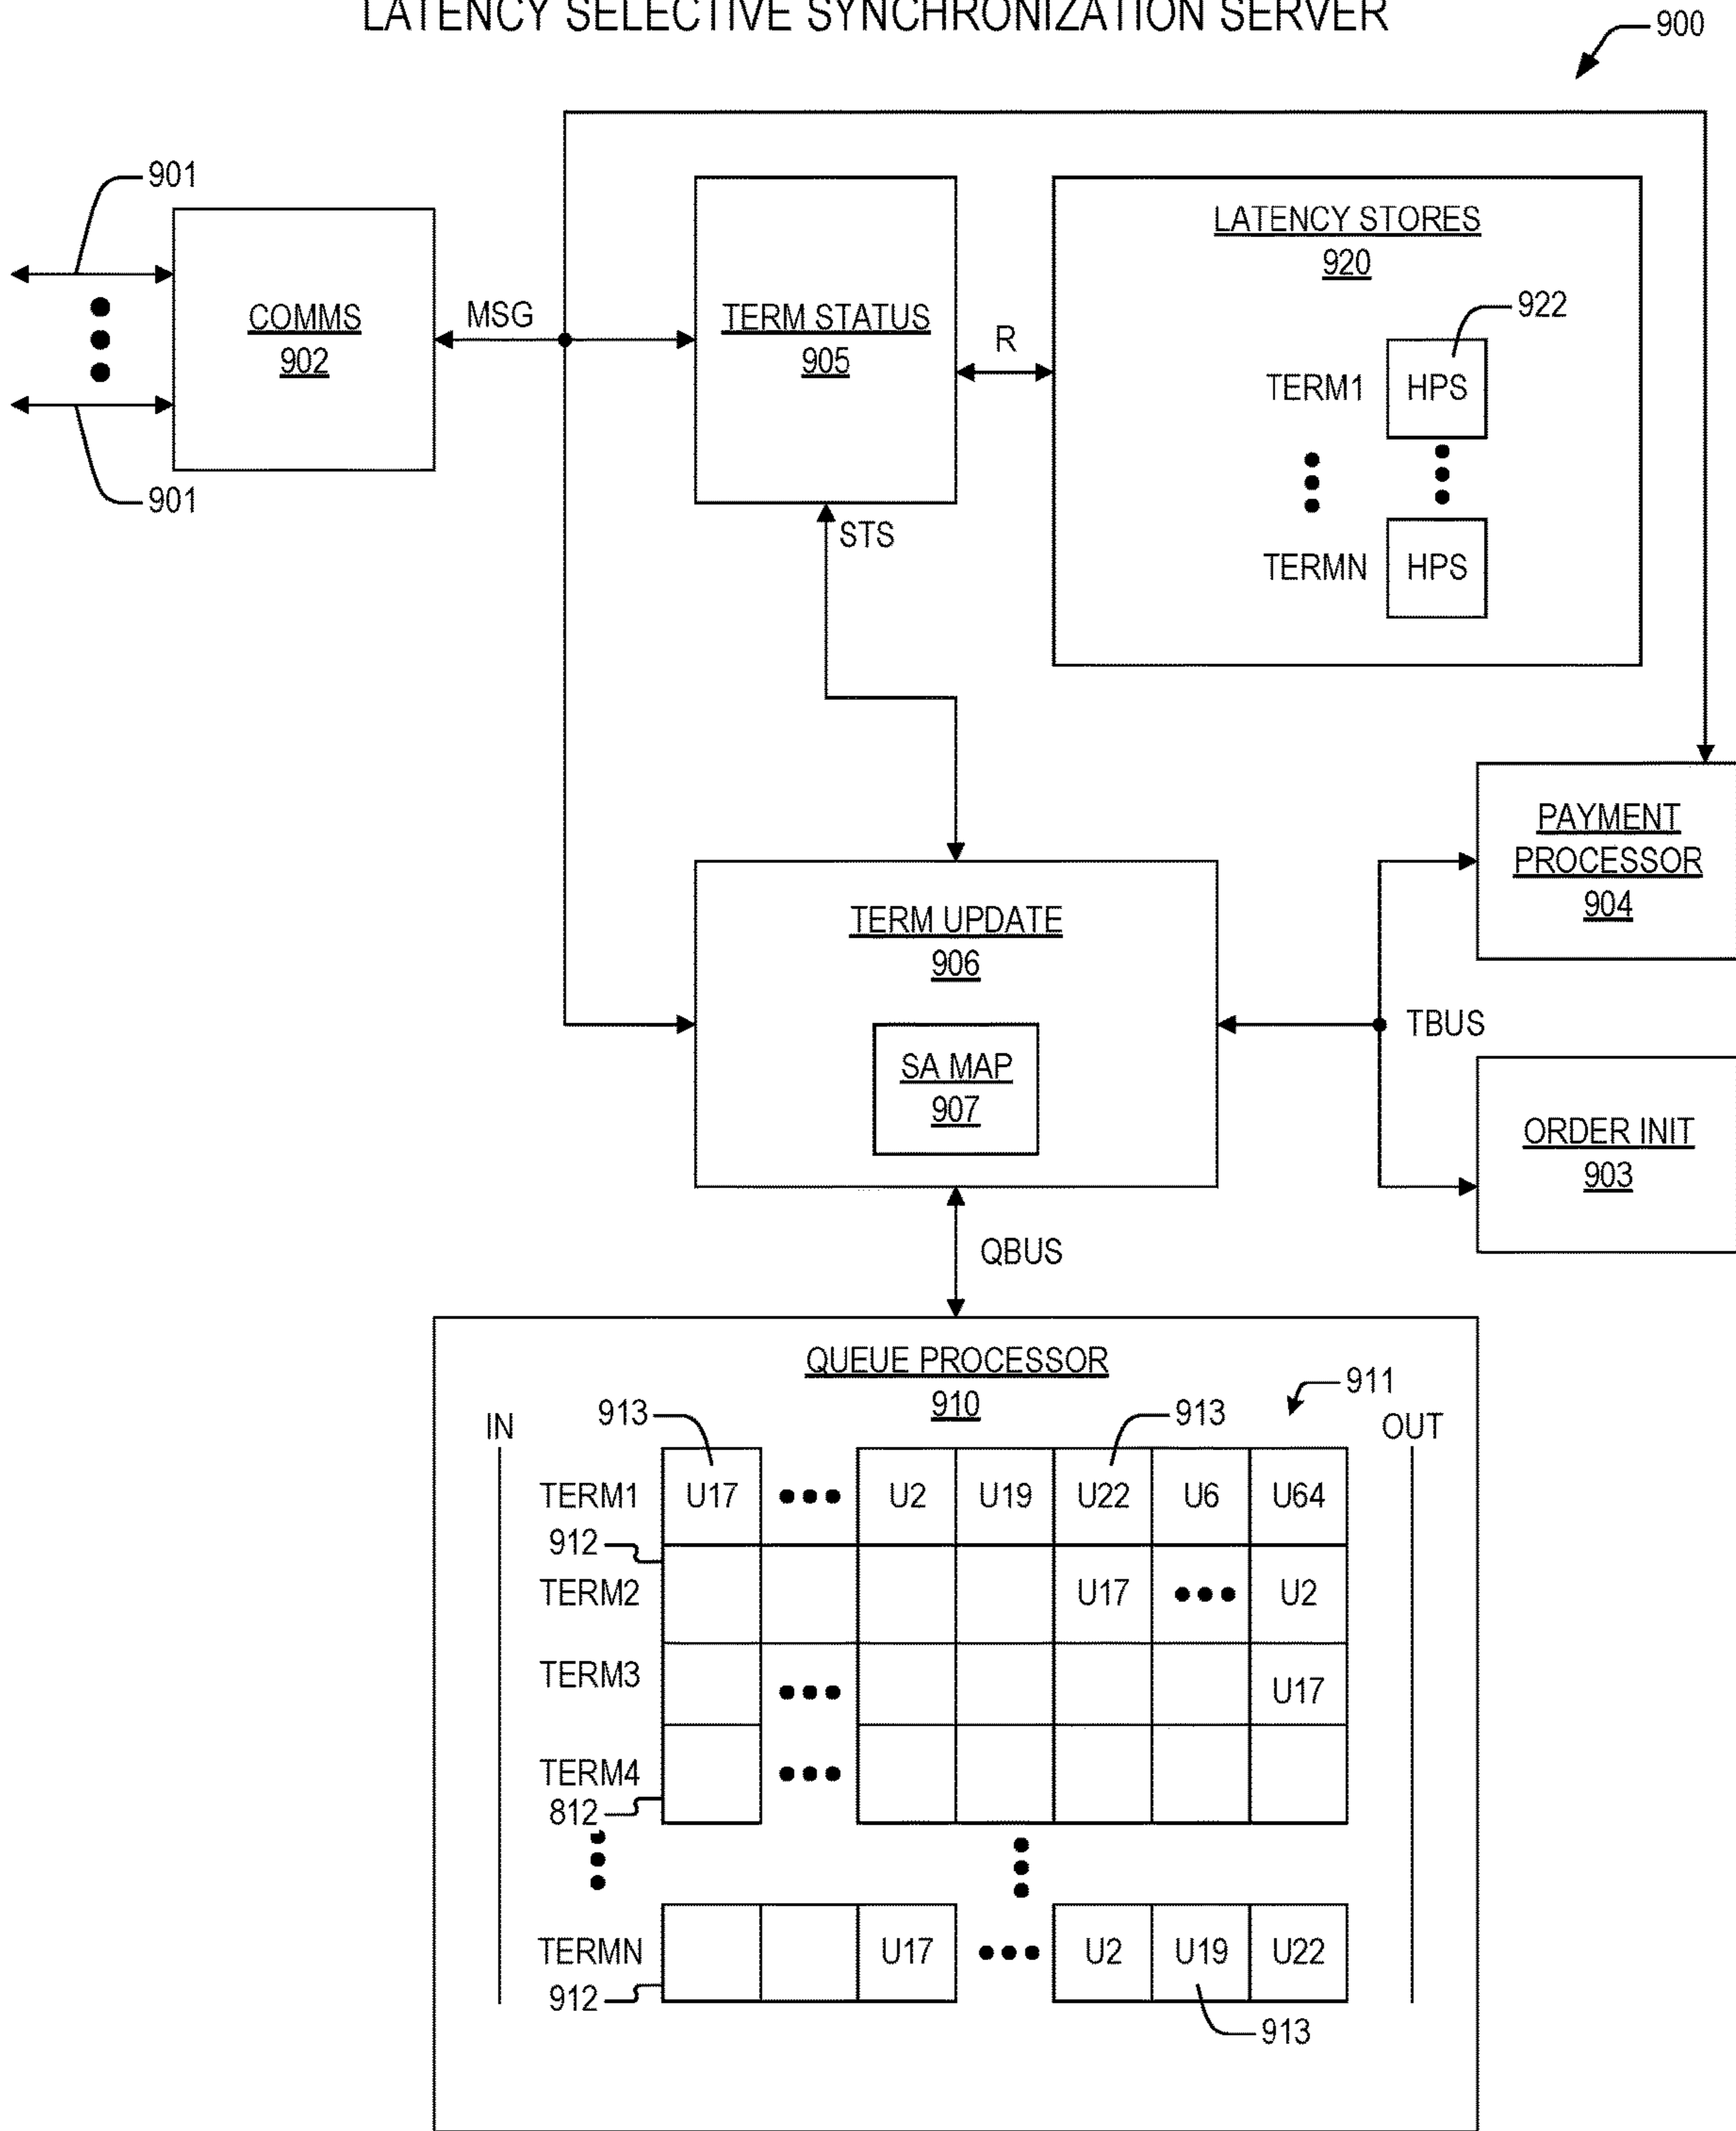 LATENCY SELECTIVE SYNCHRONIZATION SERVER
900
901
901
COMMS
902
MSG
TERM STATUS
905
R
LATENCY STORES
920
922
TERM1 HPS
TERMN HPS
STS
PAYMENT
PROCESSOR
904
TERM UPDATE
906
SA MAP
907
TBUS
ORDER INIT
903
QBUS
QUEUE PROCESSOR
910
911
913
913
IN
OUT
TERM1 U17 U2 U19 U22 U6 U64
912
TERM2 U17 U2
TERM3 U17
TERM4
812
TERMN U17 U2 U19 U22
912
913